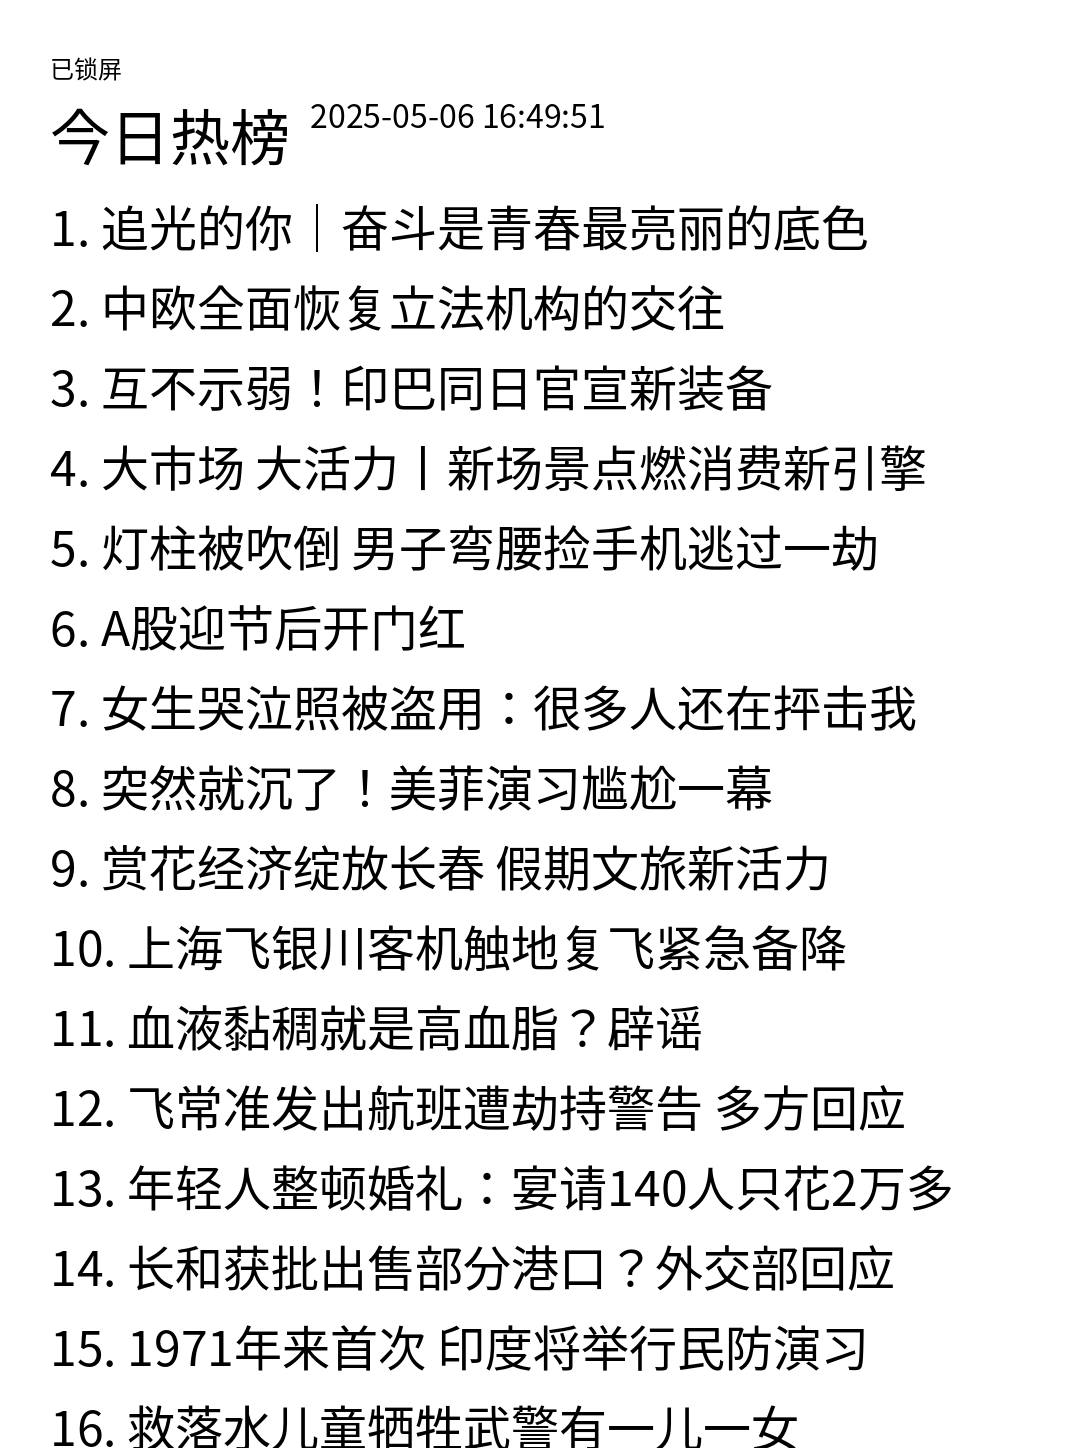 已锁屏
今日热榜 2025-05-06 16:49:51
1. 追光的你｜奋斗是青春最亮丽的底色
2. 中欧全面恢复立法机构的交往
3. 互不示弱！印巴同日官宣新装备
4. 大市场 大活力丨新场景点燃消费新引擎
5. 灯柱被吹倒 男子弯腰捡手机逃过一劫
6. A股迎节后开门红
7. 女生哭泣照被盗用：很多人还在抨击我
8. 突然就沉了！美菲演习尴尬一幕
9. 赏花经济绽放长春 假期文旅新活力
10. 上海飞银川客机触地复飞紧急备降
11. 血液黏稠就是高血脂？辟谣
12. 飞常准发出航班遭劫持警告 多方回应
13. 年轻人整顿婚礼：宴请140人只花2万多
14. 长和获批出售部分港口？外交部回应
15. 1971年来首次 印度将举行民防演习
16. 救落水儿童牺牲武警有一儿一女